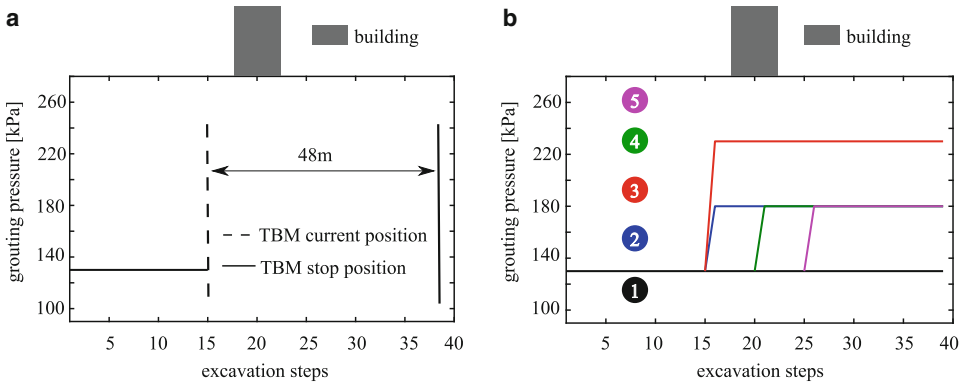 a
building
grouting pressure [kPa]
260
220
180
140
100
48m
TBM current position
TBM stop position
5 10 15 20 25 30 35 40
excavation steps
b
building
grouting pressure [kPa]
260
220
180
140
100
5
4
3
2
1
5 10 15 20 25 30 35 40
excavation steps